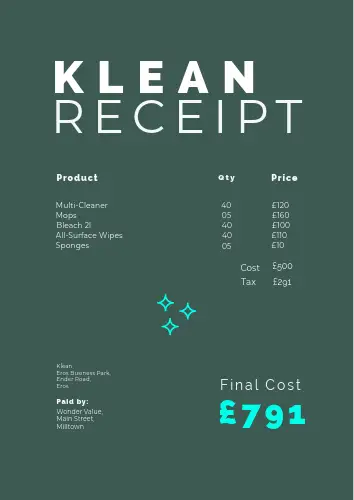 KLEAN
RECEIPT
Product Qty Price
Multi-Cleaner 40 £120
Mops 05 £160
Bleach 2l 40 £100
All-Surface Wipes 40 £110
Sponges 05 £10
Cost £500
Tax £291
Klean
Eros Business Park,
Ender Road,
Eros
Paid by:
Wonder Value,
Main Street,
Milltown
Final Cost
£791